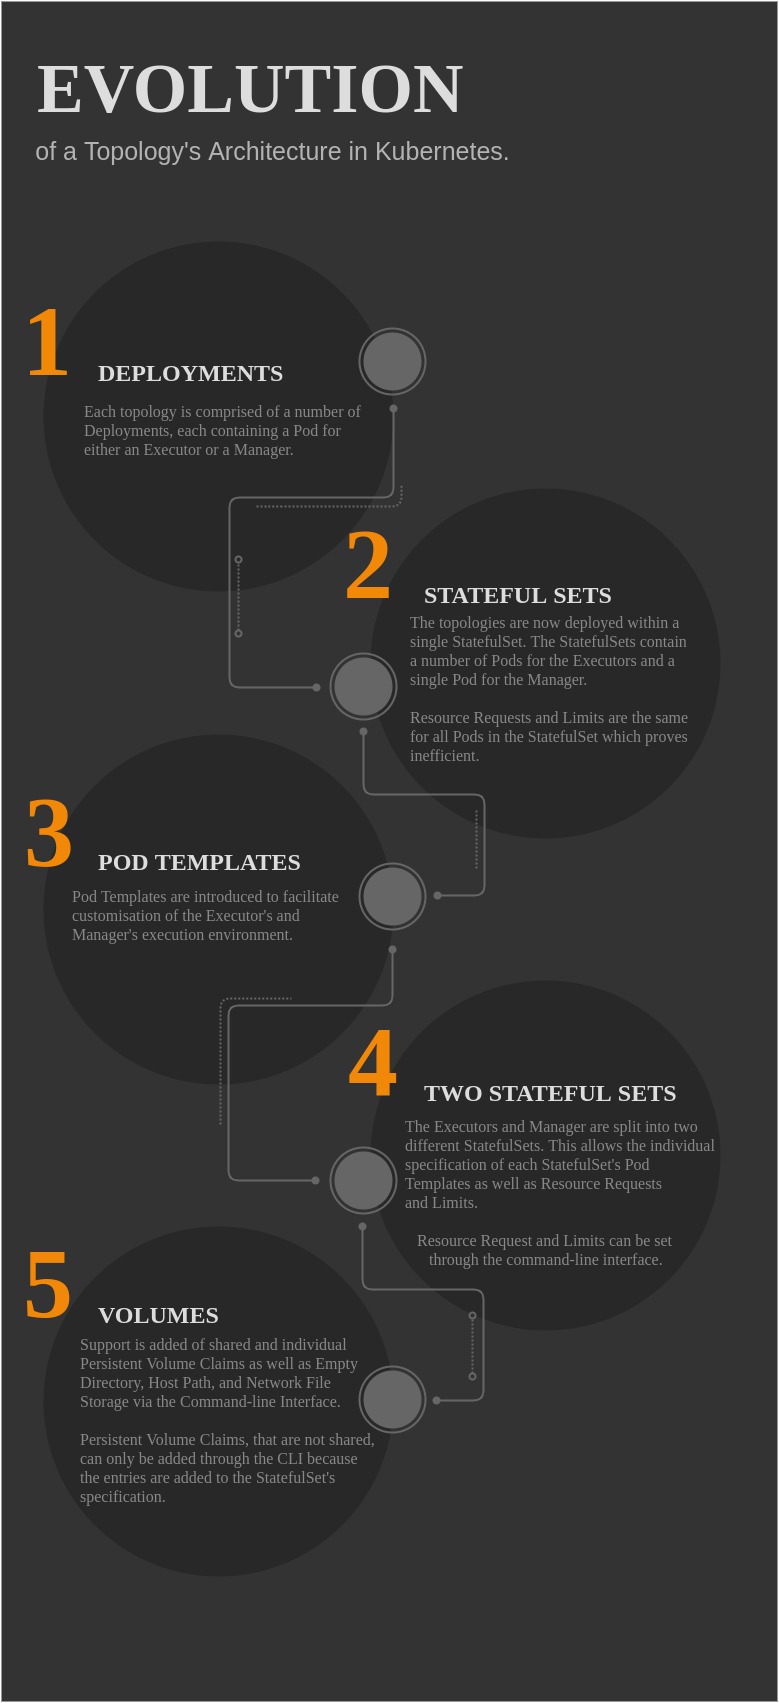 EVOLUTION
of a Topology's Architecture in Kubernetes.
1
DEPLOYMENTS
Each topology is comprised of a number of
Deployments, each containing a Pod for
either an Executor or a Manager.
2
STATEFUL SETS
The topologies are now deployed within a
single StatefulSet. The StatefulSets contain
a number of Pods for the Executors and a
single Pod for the Manager.
Resource Requests and Limits are the same
for all Pods in the StatefulSet which proves
inefficient.
3
POD TEMPLATES
Pod Templates are introduced to facilitate
customisation of the Executor's and
Manager's execution environment.
4
TWO STATEFUL SETS
The Executors and Manager are split into two
different StatefulSets. This allows the individual
specification of each StatefulSet's Pod
Templates as well as Resource Requests
and Limits.
Resource Request and Limits can be set
through the command-line interface.
5
VOLUMES
Support is added of shared and individual
Persistent Volume Claims as well as Empty
Directory, Host Path, and Network File
Storage via the Command-line Interface.
Persistent Volume Claims, that are not shared,
can only be added through the CLI because
the entries are added to the StatefulSet's
specification.